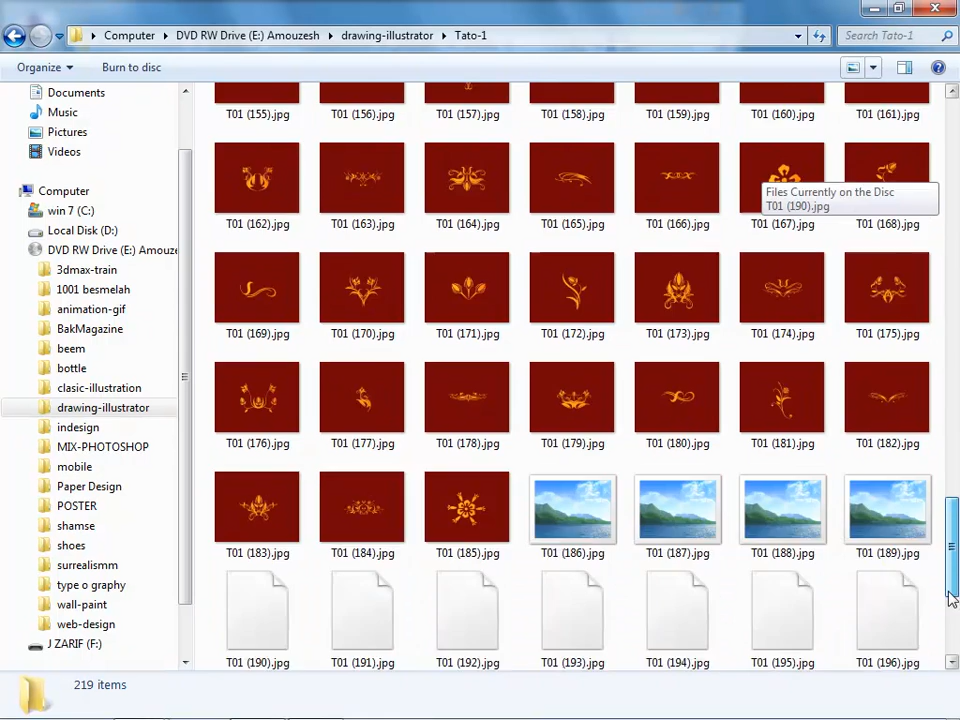 Computer ▸ DVD RW Drive (E:) Amouzesh ▸ drawing-illustrator ▸ Tato-1
Search Tato-1
Organize
Burn to disc
Documents
Music
Pictures
Videos
Computer
win 7 (C:)
Local Disk (D:)
DVD RW Drive (E:) Amouze
3dmax-train
1001 besmelah
animation-gif
BakMagazine
beem
bottle
clasic-illustration
drawing-illustrator
indesign
MIX-PHOTOSHOP
mobile
Paper Design
POSTER
shamse
shoes
surrealismm
type o graphy
wall-paint
web-design
J ZARIF (F:)
T01 (155).jpg T01 (156).jpg T01 (157).jpg T01 (158).jpg T01 (159).jpg T01 (160).jpg T01 (161).jpg
Files Currently on the Disc
T01 (190).jpg
T01 (162).jpg T01 (163).jpg T01 (164).jpg T01 (165).jpg T01 (166).jpg T01 (167).jpg T01 (168).jpg
T01 (169).jpg T01 (170).jpg T01 (171).jpg T01 (172).jpg T01 (173).jpg T01 (174).jpg T01 (175).jpg
T01 (176).jpg T01 (177).jpg T01 (178).jpg T01 (179).jpg T01 (180).jpg T01 (181).jpg T01 (182).jpg
T01 (183).jpg T01 (184).jpg T01 (185).jpg T01 (186).jpg T01 (187).jpg T01 (188).jpg T01 (189).jpg
T01 (190).jpg T01 (191).jpg T01 (192).jpg T01 (193).jpg T01 (194).jpg T01 (195).jpg T01 (196).jpg
219 items